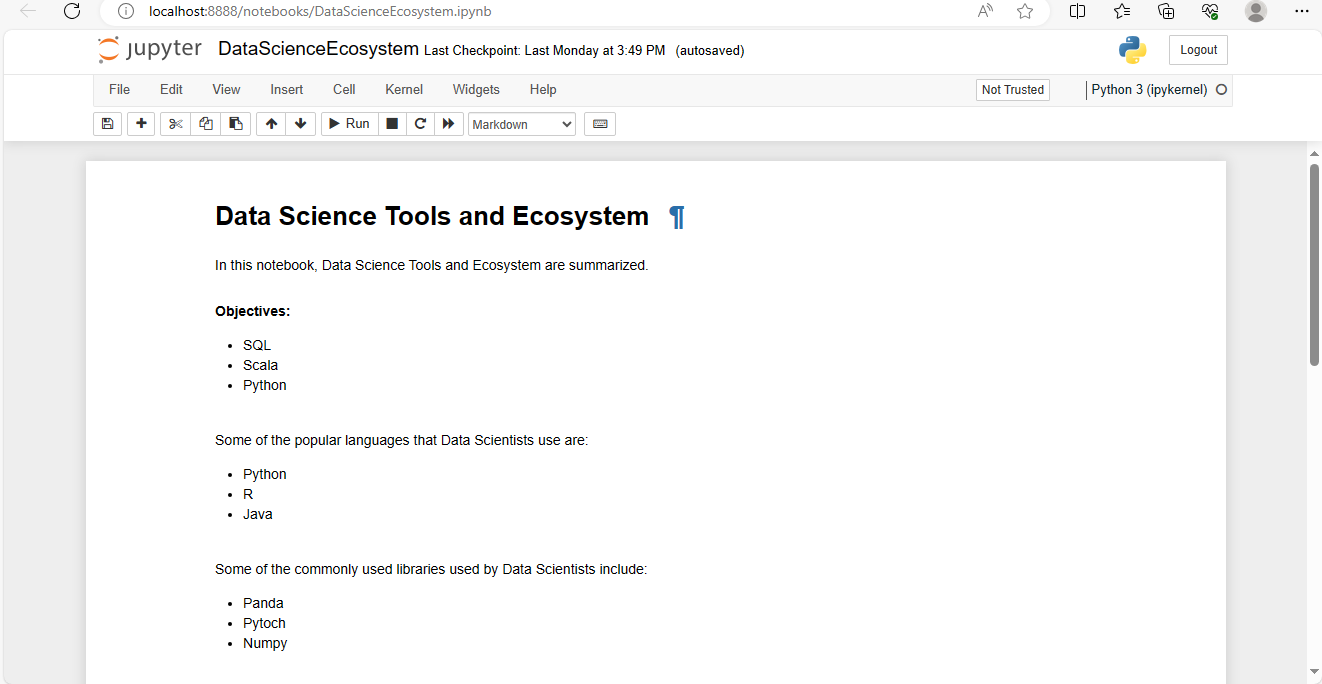 localhost:8888/notebooks/DataScienceEcosystem.ipynb
jupyter DataScienceEcosystem Last Checkpoint: Last Monday at 3:49 PM (autosaved) Logout
File Edit View Insert Cell Kernel Widgets Help Not Trusted Python 3 (ipykernel)
Run Markdown
Data Science Tools and Ecosystem ¶
In this notebook, Data Science Tools and Ecosystem are summarized.
Objectives:
• SQL
• Scala
• Python
Some of the popular languages that Data Scientists use are:
• Python
• R
• Java
Some of the commonly used libraries used by Data Scientists include:
• Panda
• Pytoch
• Numpy